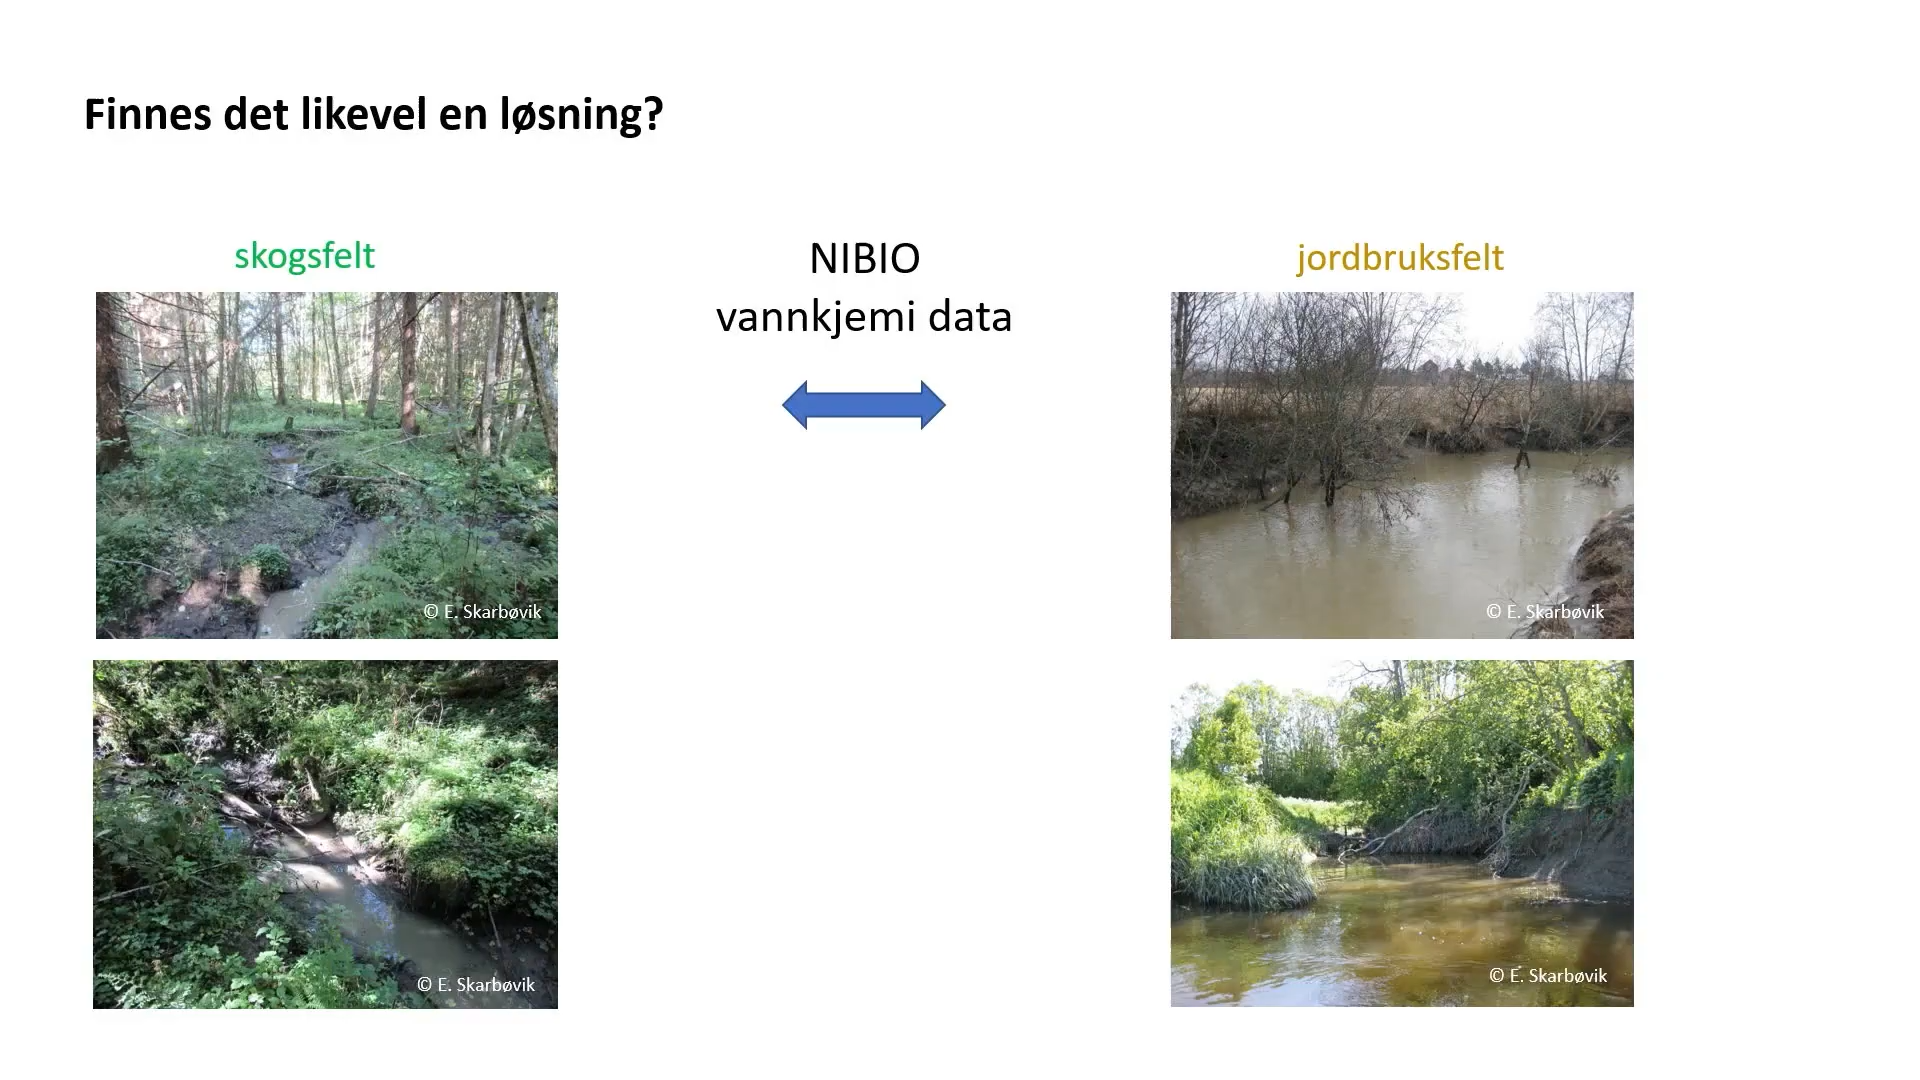 Finnes det likevel en løsning?
skogsfelt
NIBIO
vannkjemi data
jordbruksfelt
© E. Skarbøvik
© E. Skarbøvik
© E. Skarbøvik
© E. Skarbøvik